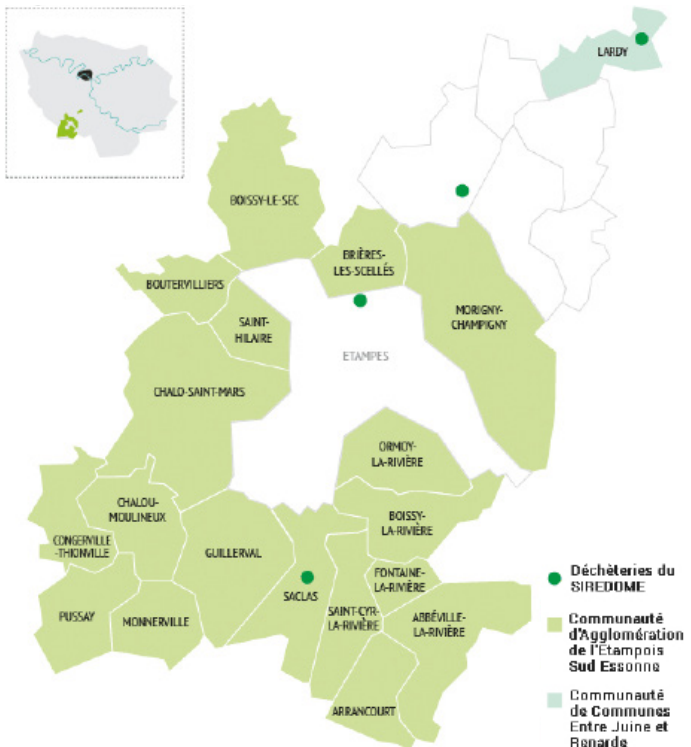 LARDY
BOISSY-LE-SEC
BRIÈRES-
LES-SCELLÉS
BOUTERVILLIERS
MORIGNY-
CHAMPIGNY
SAINT-
HILAIRE
ETAMPES
CHALO-SAINT-MARS
ORMOY-
LA-RIVIÈRE
CHALOU-
MOULINEUX
BOISSY-
LA-RIVIÈRE
CONGERVILLE
-THIONVILLE
GUILLERVAL
FONTAINE-
LA-RIVIÈRE
SACLAS
PUSSAY
MONNERVILLE
SAINT-CYR-
LA-RIVIÈRE
ABBÉVILLE-
LA-RIVIÈRE
ARRANCOURT
Déchèteries du
SIREDOME
Communauté
d'Agglomération
de l'Etampois
Sud Essonne
Communauté
de Communes
Entre Juine et
Renarde